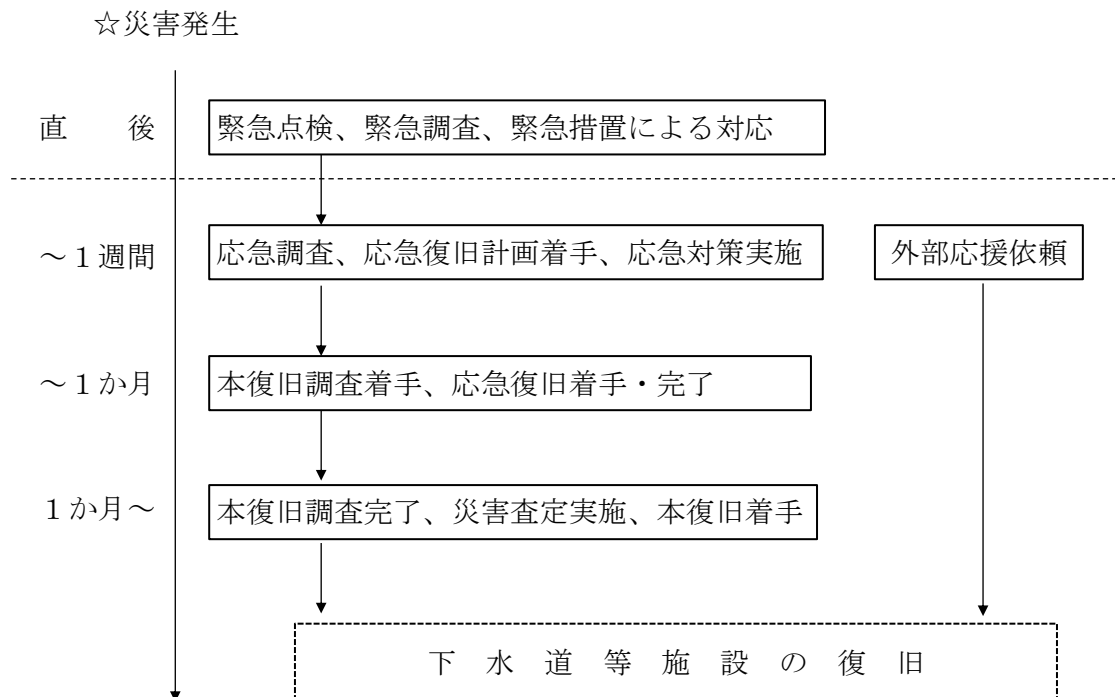 ☆災害発生
直　　後
緊急点検、緊急調査、緊急措置による対応
～１週間
応急調査、応急復旧計画着手、応急対策実施
外部応援依頼
～１か月
本復旧調査着手、応急復旧着手・完了
１か月～
本復旧調査完了、災害査定実施、本復旧着手
下　水　道　等　施　設　の　復　旧